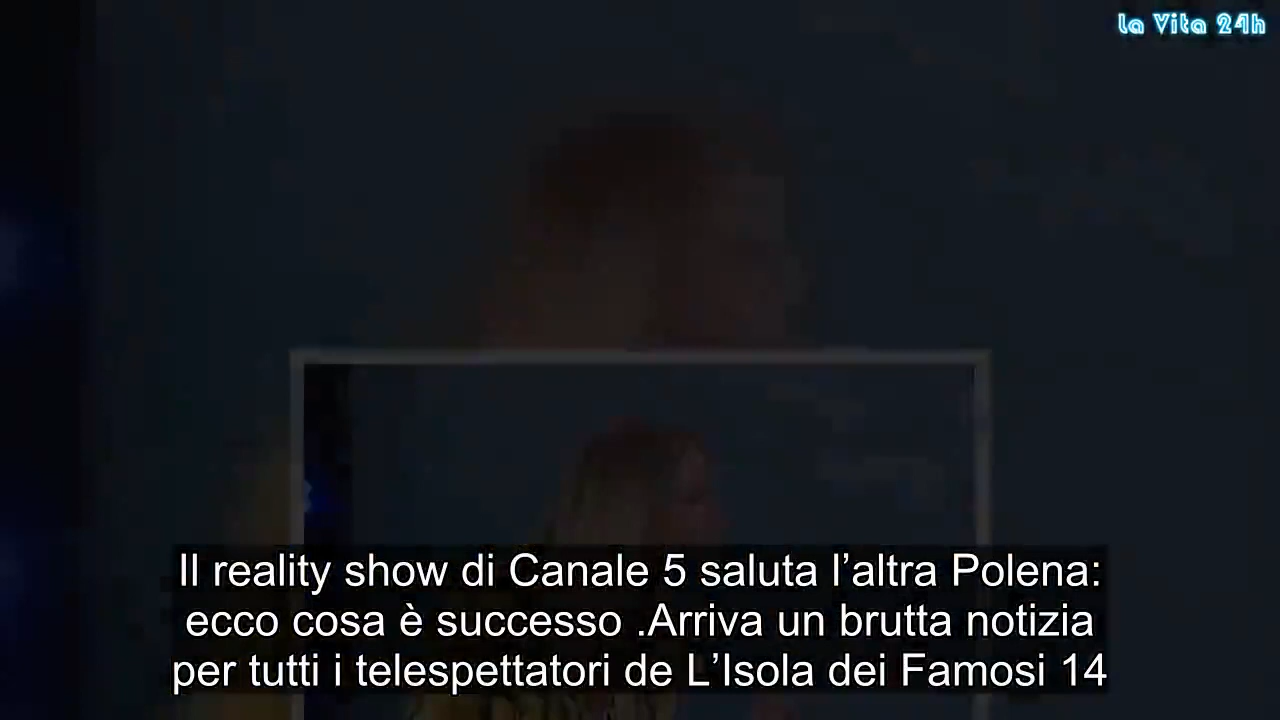 la Vita 24h
Il reality show di Canale 5 saluta l’altra Polena:
ecco cosa è successo .Arriva un brutta notizia
per tutti i telespettatori de L’Isola dei Famosi 14